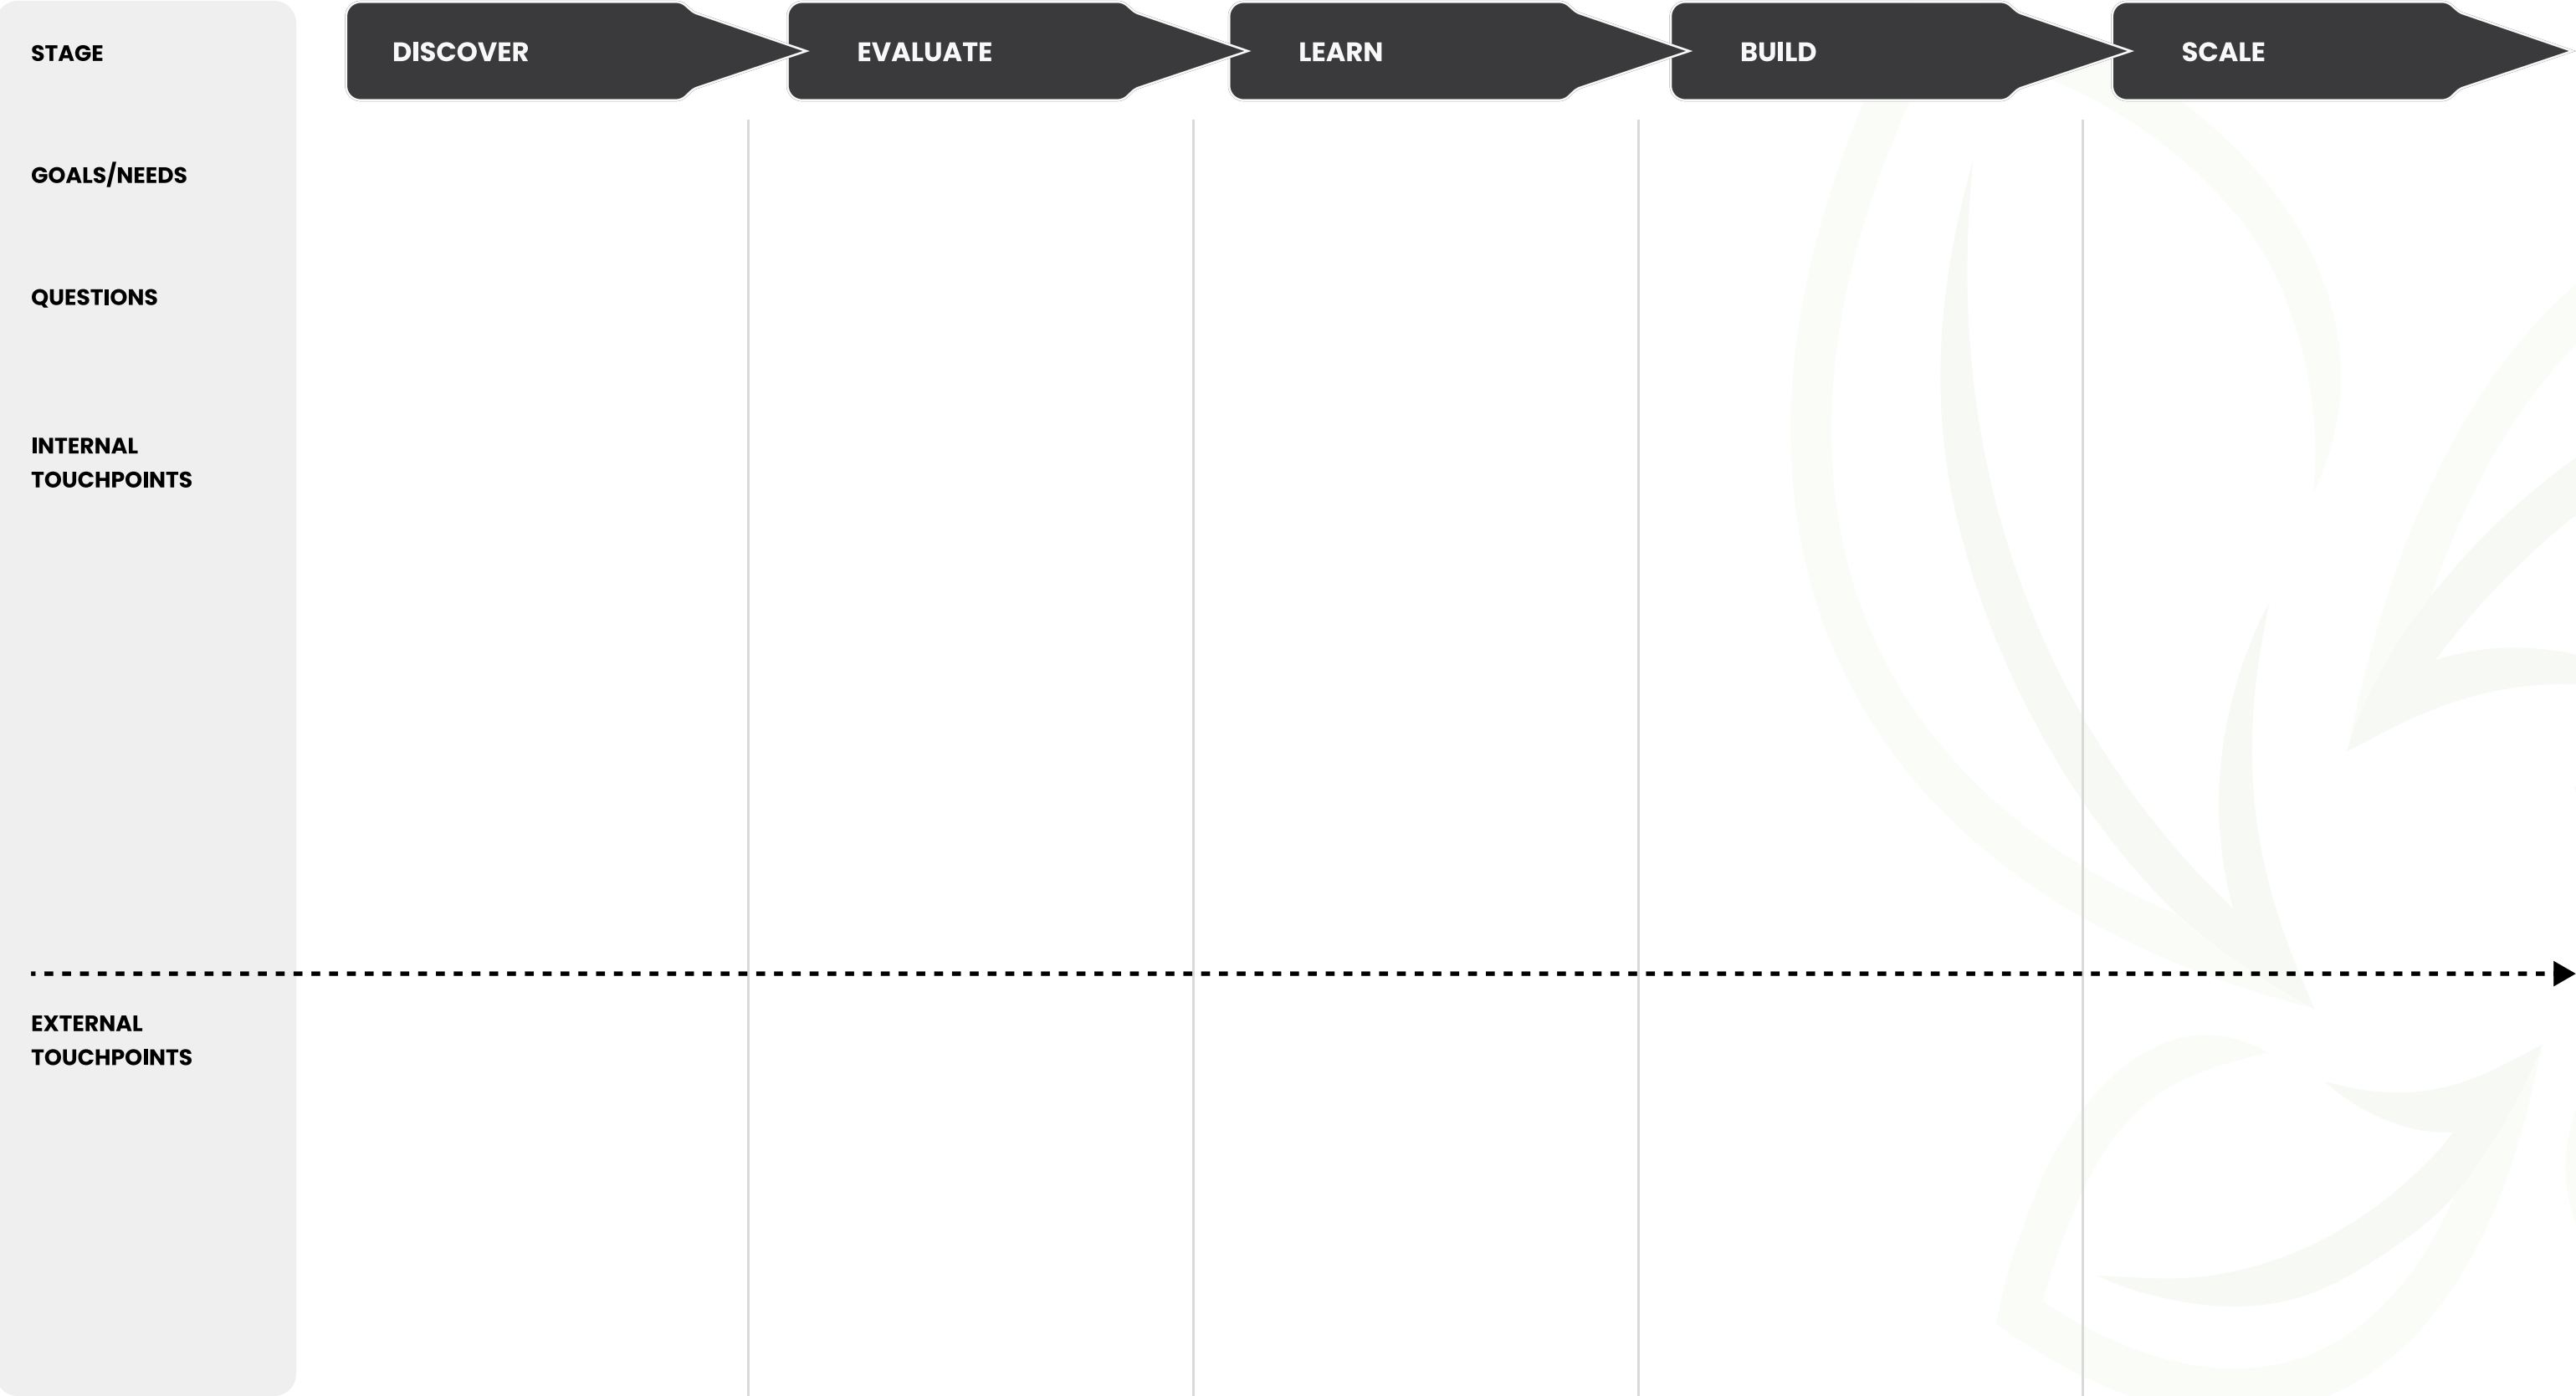 STAGE
DISCOVER
EVALUATE
LEARN
BUILD
SCALE
GOALS/NEEDS
QUESTIONS
INTERNAL
TOUCHPOINTS
EXTERNAL
TOUCHPOINTS